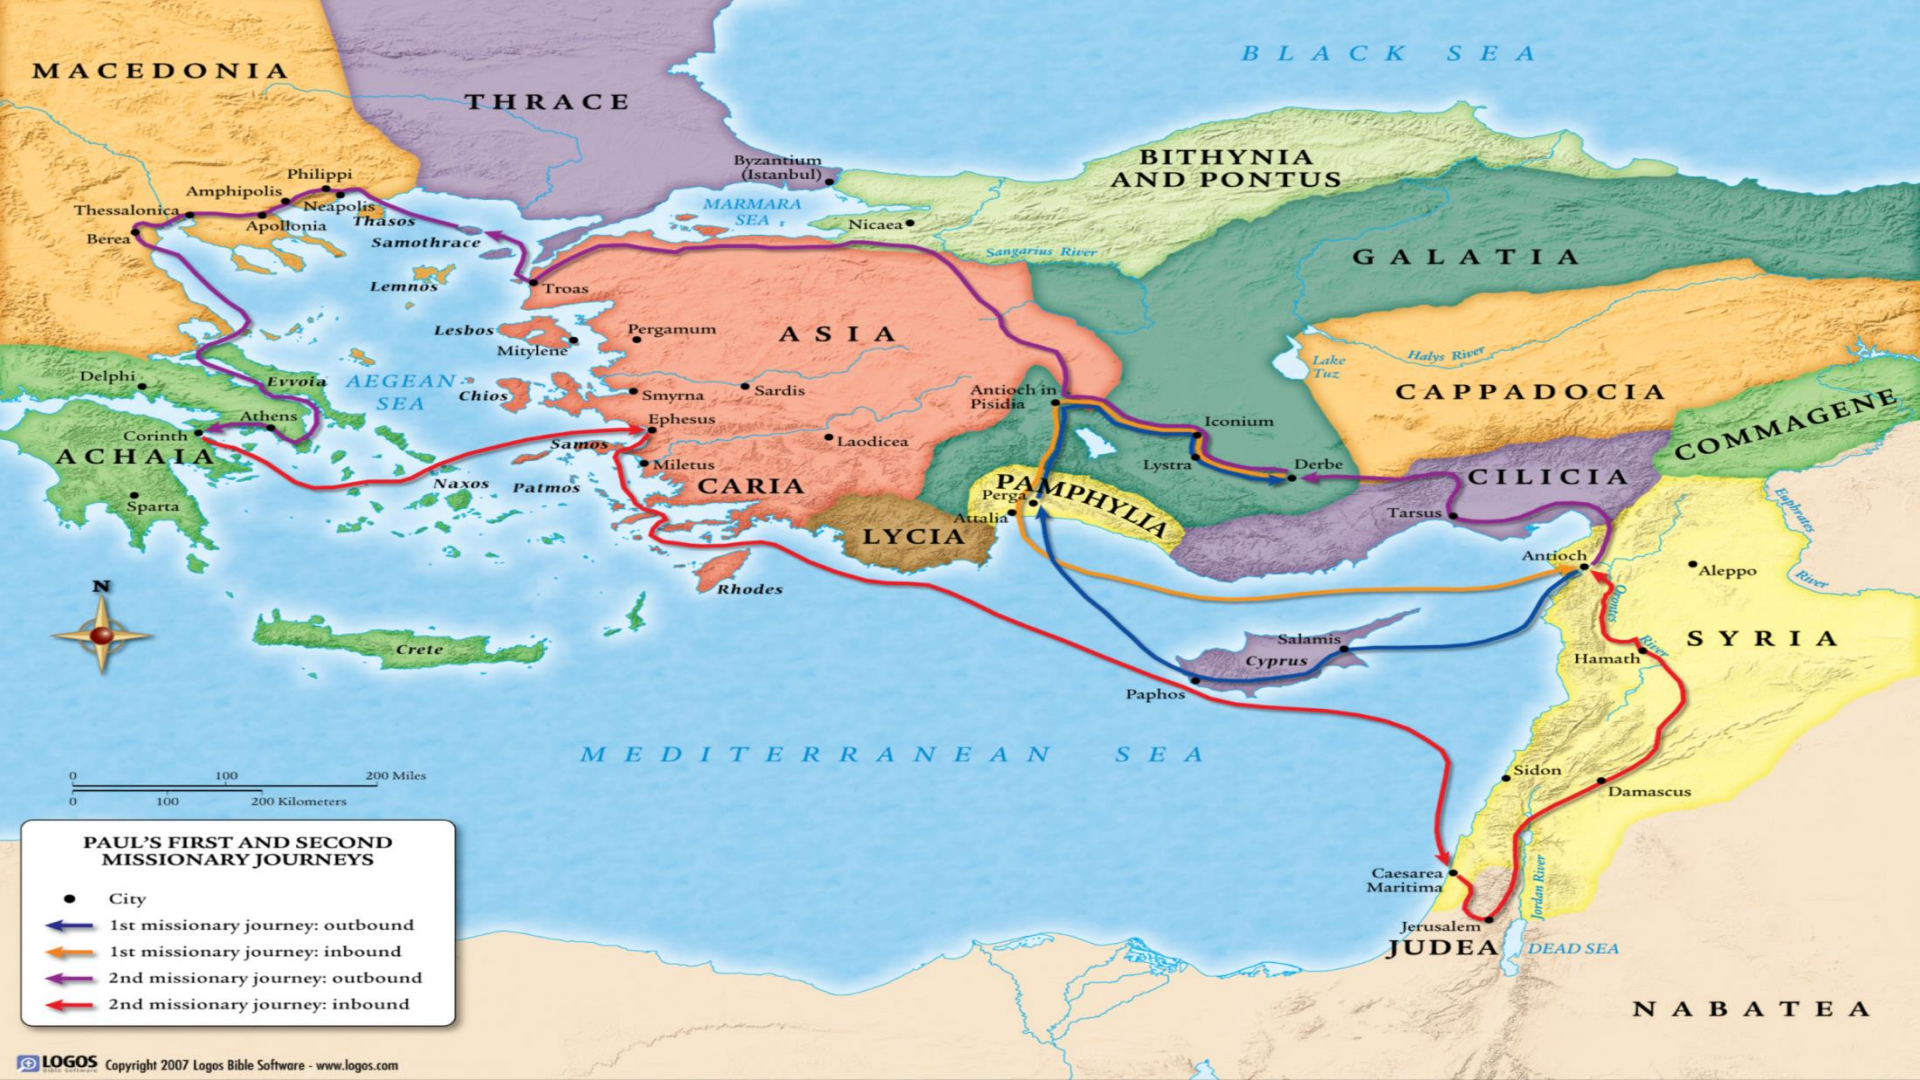 BLACK SEA
MACEDONIA
THRACE
BITHYNIA
AND PONTUS
Byzantium
(Istanbul)
Philippi
Amphipolis
Neapolis
Thessalonica
Apollonia
Thasos
Berea
Samothrace
MARMARA
SEA
Nicaea
Sangarius River
GALATIA
Lemnos
Troas
Lesbos
Mitylene
Pergamum
ASIA
Lake
Tuz
Halys River
Delphi
Evvoia
AEGEAN
SEA
Chios
Smyrna
Sardis
Antioch in
Pisidia
CAPPADOCIA
COMMAGENE
Athens
Corinth
ACHAIA
Ephesus
Samos
Laodicea
Iconium
Lystra
Derbe
CILICIA
Miletus
Naxos
Patmos
CARIA
PAMPHYLIA
Perga
Attalia
Sparta
LYCIA
Tarsus
Euphrates
River
Antioch
Aleppo
Rhodes
N
Orontes
River
Crete
Salamis
Cyprus
Hamath
SYRIA
Paphos
MEDITERRANEAN SEA
Sidon
Damascus
0 100 200 Miles
0 100 200 Kilometers
Caesarea
Maritima
Jordan River
Jerusalem
JUDEA
DEAD SEA
NABATEA
PAUL'S FIRST AND SECOND
MISSIONARY JOURNEYS
City
1st missionary journey: outbound
1st missionary journey: inbound
2nd missionary journey: outbound
2nd missionary journey: inbound
LOGOS
Bible Software
Copyright 2007 Logos Bible Software - www.logos.com